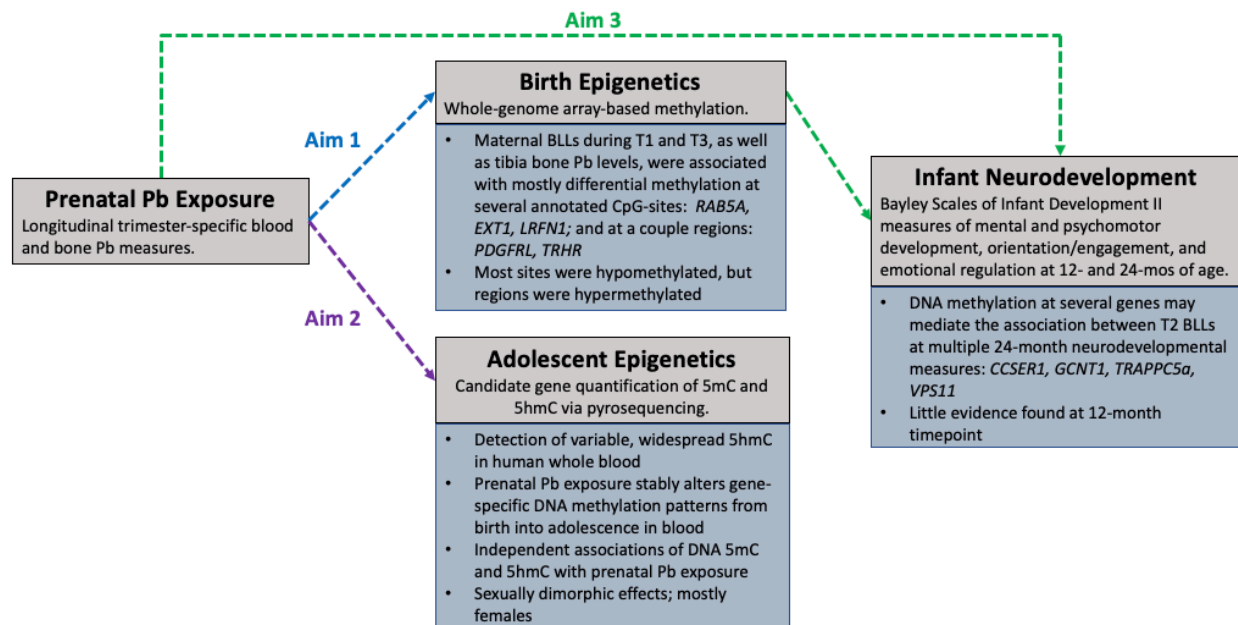 Aim 3
Birth Epigenetics
Whole-genome array-based methylation.
• Maternal BLLs during T1 and T3, as well
as tibia bone Pb levels, were associated
with mostly differential methylation at
several annotated CpG-sites: RAB5A,
EXT1, LRFN1; and at a couple regions:
PDGFRL, TRHR
• Most sites were hypomethylated, but
regions were hypermethylated
Aim 1
Prenatal Pb Exposure
Longitudinal trimester-specific blood
and bone Pb measures.
Aim 2
Adolescent Epigenetics
Candidate gene quantification of 5mC and
5hmC via pyrosequencing.
• Detection of variable, widespread 5hmC
in human whole blood
• Prenatal Pb exposure stably alters gene-
specific DNA methylation patterns from
birth into adolescence in blood
• Independent associations of DNA 5mC
and 5hmC with prenatal Pb exposure
• Sexually dimorphic effects; mostly
females
Infant Neurodevelopment
Bayley Scales of Infant Development II
measures of mental and psychomotor
development, orientation/engagement, and
emotional regulation at 12- and 24-mos of age.
• DNA methylation at several genes may
mediate the association between T2 BLLs
at multiple 24-month neurodevelopmental
measures: CCSER1, GCNT1, TRAPPC5a,
VPS11
• Little evidence found at 12-month
timepoint